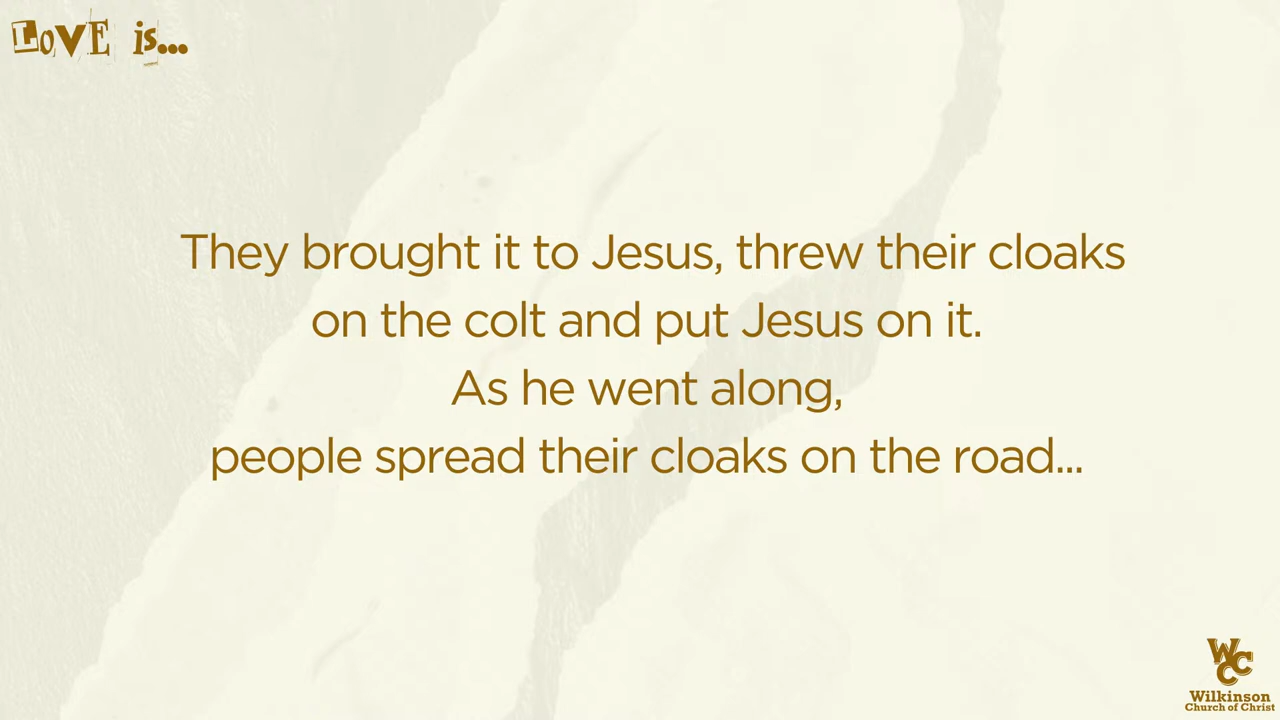 LoVE is...
They brought it to Jesus, threw their cloaks
on the colt and put Jesus on it.
As he went along,
people spread their cloaks on the road...
WCC
Wilkinson
Church of Christ